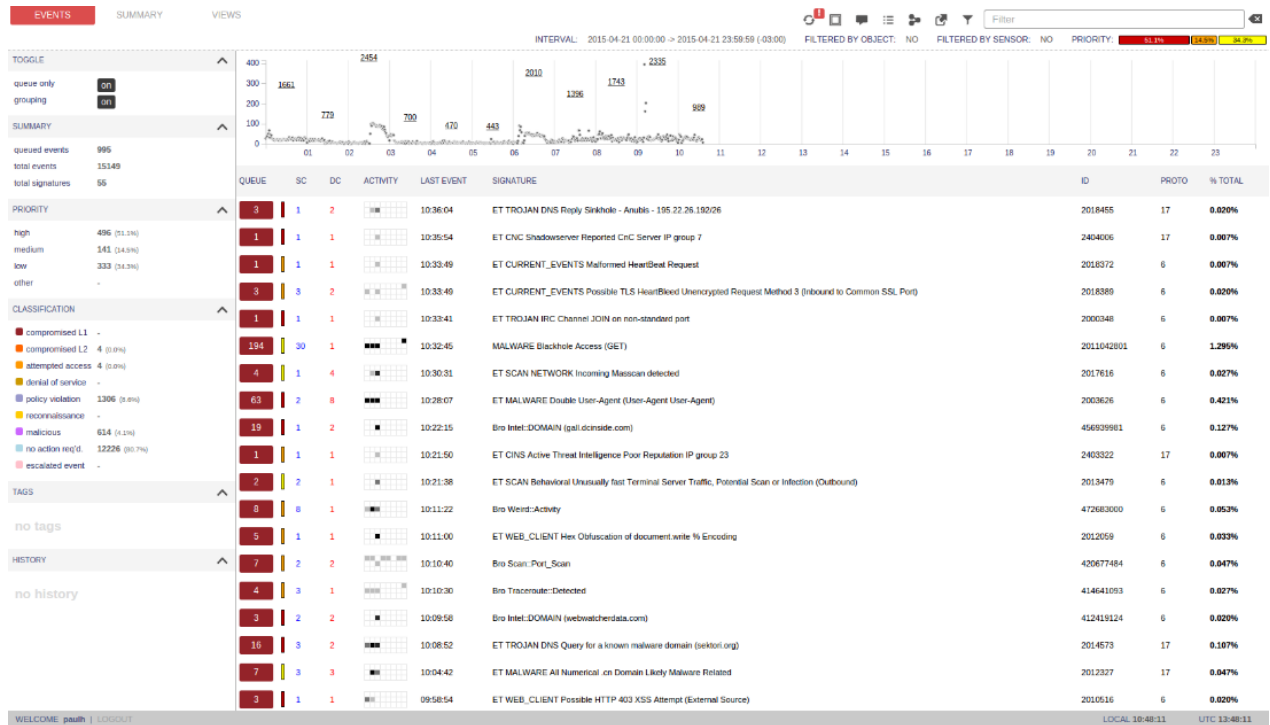 EVENTS SUMMARY VIEWS
Filter
INTERVAL: 2015-04-21 00:00:00 -> 2015-04-21 23:59:59 (-03:00) FILTERED BY OBJECT: NO FILTERED BY SENSOR: NO PRIORITY: 51.1% 14.5% 34.3%
TOGGLE
queue only on
grouping on
SUMMARY
queued events 995
total events 15149
total signatures 55
PRIORITY
high 496 (51.1%)
medium 141 (14.5%)
low 333 (34.3%)
other -
CLASSIFICATION
compromised L1 -
compromised L2 4 (0.0%)
attempted access 4 (0.0%)
denial of service -
policy violation 1306 (8.6%)
reconnaissance -
malicious 614 (4.1%)
no action req'd. 12226 (80.7%)
escalated event -
TAGS
no tags
HISTORY
no history
400
300
200
100
0
1661 779 2454 700 470 443 2010 1396 1743 2335 989
01 02 03 04 05 06 07 08 09 10 11 12 13 14 15 16 17 18 19 20 21 22 23
QUEUE SC DC ACTIVITY LAST EVENT SIGNATURE ID PROTO % TOTAL
3 1 2 10:36:04 ET TROJAN DNS Reply Sinkhole - Anubis - 195.22.26.192/26 2018455 17 0.020%
1 1 1 10:35:54 ET CNC Shadowserver Reported CnC Server IP group 7 2404006 17 0.007%
1 1 1 10:33:49 ET CURRENT_EVENTS Malformed HeartBeat Request 2018372 6 0.007%
3 3 2 10:33:49 ET CURRENT_EVENTS Possible TLS HeartBleed Unencrypted Request Method 3 (Inbound to Common SSL Port) 2018389 6 0.020%
1 1 1 10:33:41 ET TROJAN IRC Channel JOIN on non-standard port 2000348 6 0.007%
194 30 1 10:32:45 MALWARE Blackhole Access (GET) 2011042801 6 1.295%
4 1 4 10:30:31 ET SCAN NETWORK Incoming Masscan detected 2017616 6 0.027%
63 2 8 10:28:07 ET MALWARE Double User-Agent (User-Agent User-Agent) 2003626 6 0.421%
19 1 2 10:22:15 Bro Intel::DOMAIN (gall.dcinside.com) 456939981 6 0.127%
1 1 1 10:21:50 ET CINS Active Threat Intelligence Poor Reputation IP group 23 2403322 17 0.007%
2 2 1 10:21:38 ET SCAN Behavioral Unusually fast Terminal Server Traffic, Potential Scan or Infection (Outbound) 2013479 6 0.013%
8 8 1 10:11:22 Bro Weird::Activity 472683000 6 0.053%
5 1 1 10:11:00 ET WEB_CLIENT Hex Obfuscation of document.write % Encoding 2012059 6 0.033%
7 2 2 10:10:40 Bro Scan::Port_Scan 420677484 6 0.047%
4 3 1 10:10:30 Bro Traceroute::Detected 414641093 6 0.027%
3 2 2 10:09:58 Bro Intel::DOMAIN (webwatcherdata.com) 412419124 6 0.020%
16 3 2 10:08:52 ET TROJAN DNS Query for a known malware domain (sektori.org) 2014573 17 0.107%
7 3 3 10:04:42 ET MALWARE All Numerical .cn Domain Likely Malware Related 2012327 17 0.047%
3 1 1 09:58:54 ET WEB_CLIENT Possible HTTP 403 XSS Attempt (External Source) 2010516 6 0.020%
WELCOME paulh | LOGOUT LOCAL 10:48:11 UTC 13:48:11